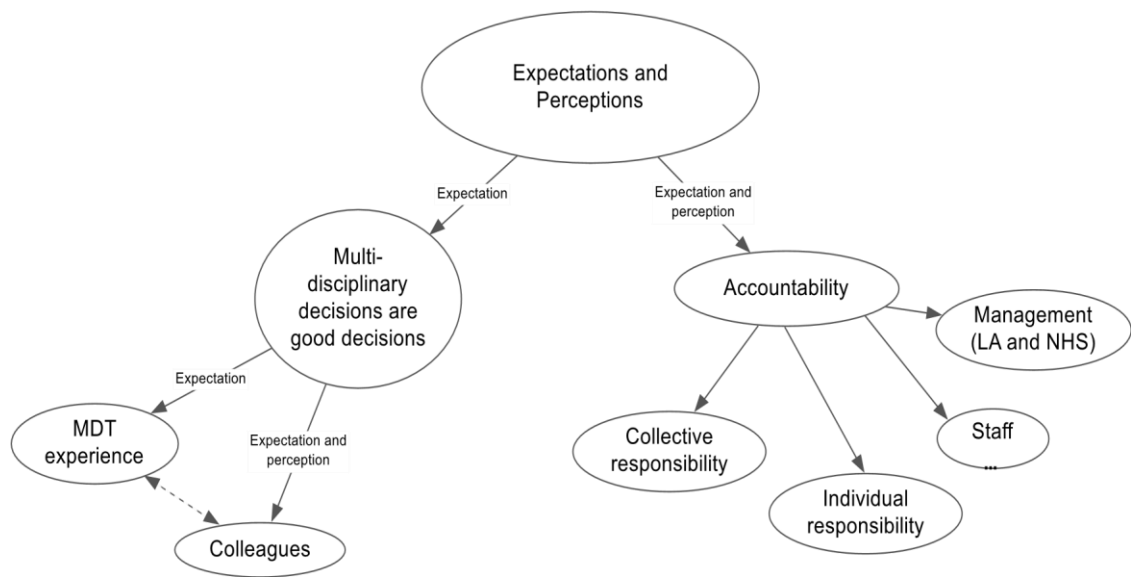 Expectations and
Perceptions
Expectation
Expectation and
perception
Multi-
disciplinary
decisions are
good decisions
Accountability
Management
(LA and NHS)
Expectation
MDT
experience
Expectation and
perception
Collective
responsibility
Staff
...
Individual
responsibility
Colleagues